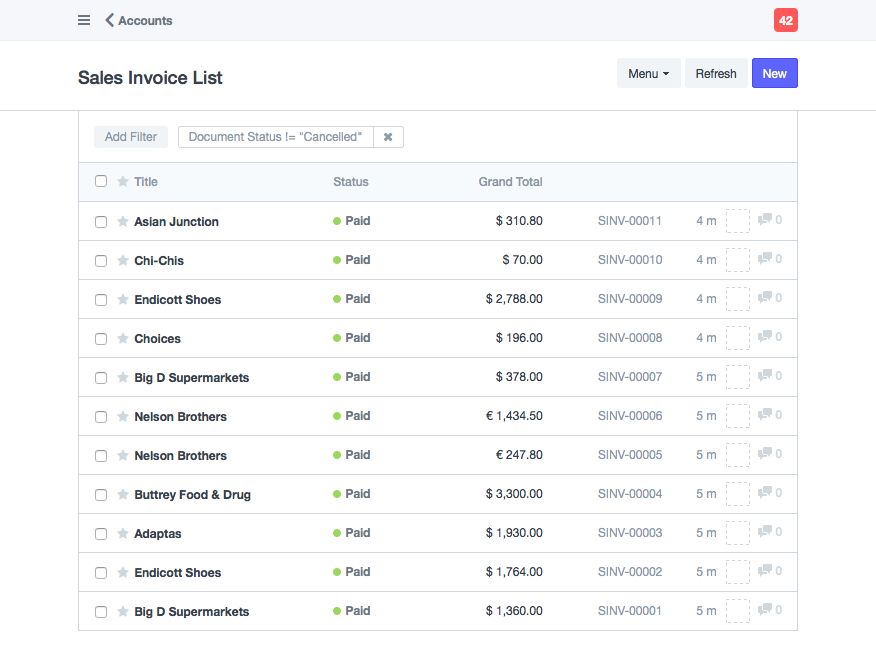 Accounts 42
Sales Invoice List Menu Refresh New
Add Filter Document Status != "Cancelled" ✖
Title Status Grand Total
Asian Junction Paid $ 310.80 SINV-00011 4 m 0
Chi-Chis Paid $ 70.00 SINV-00010 4 m 0
Endicott Shoes Paid $ 2,788.00 SINV-00009 4 m 0
Choices Paid $ 196.00 SINV-00008 4 m 0
Big D Supermarkets Paid $ 378.00 SINV-00007 5 m 0
Nelson Brothers Paid € 1,434.50 SINV-00006 5 m 0
Nelson Brothers Paid € 247.80 SINV-00005 5 m 0
Buttrey Food & Drug Paid $ 3,300.00 SINV-00004 5 m 0
Adaptas Paid $ 1,930.00 SINV-00003 5 m 0
Endicott Shoes Paid $ 1,764.00 SINV-00002 5 m 0
Big D Supermarkets Paid $ 1,360.00 SINV-00001 5 m 0